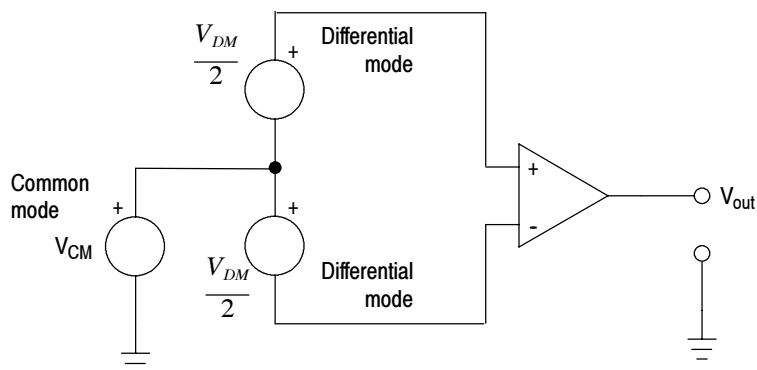 V_DM
2
+
Differential
mode
Common
mode
+
V_CM
+
V_DM
2
Differential
mode
+
-
V_out